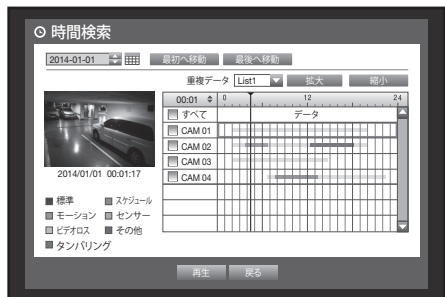 時間検索
2014-01-01 最初へ移動 最後へ移動
重複データ List1 拡大 縮小
00:01 0 12 24
すべて データ
CAM 01
CAM 02
CAM 03
CAM 04
2014/01/01 00:01:17
標準 スケジュール
モーション センサー
ビデオロス その他
タンパリング
再生 戻る